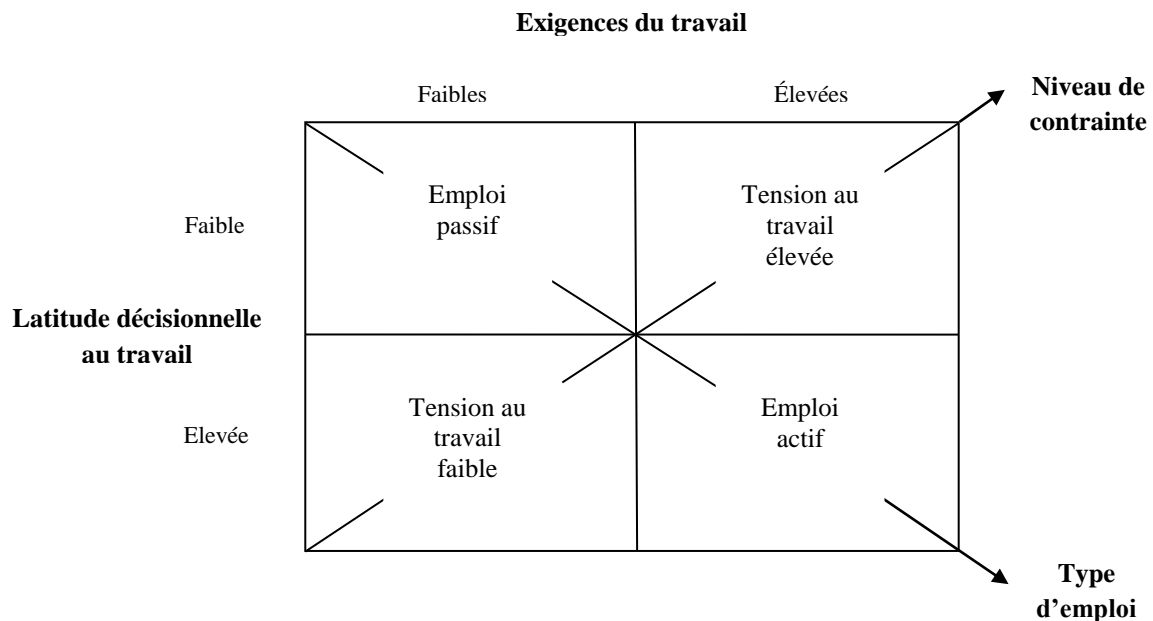 Exigences du travail
Faibles
Élevées
Niveau de
contrainte
Emploi
passif
Tension au
travail
élevée
Faible
Latitude décisionnelle
au travail
Tension au
travail
faible
Emploi
actif
Elevée
Type
d’emploi